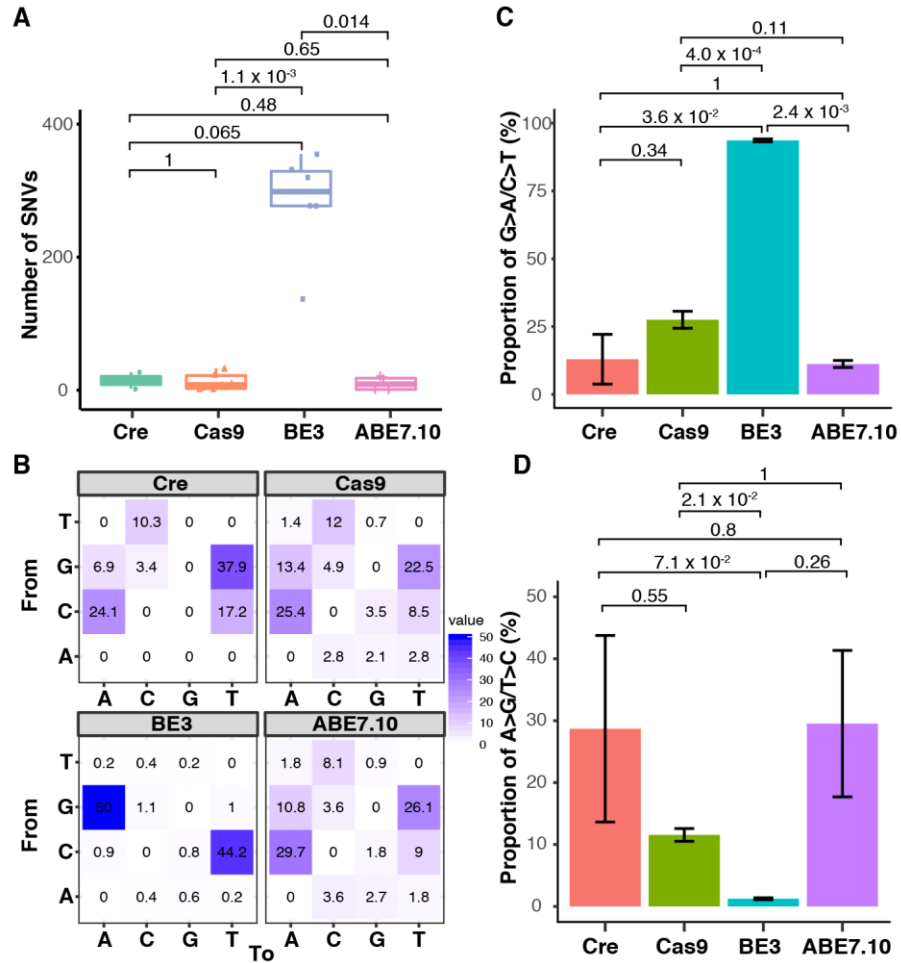 A
0.014
0.65
1.1 x 10-3
0.48
0.065
1
Number of SNVs
400
200
0
Cre Cas9 BE3 ABE7.10
C
0.11
4.0 x 10-4
1
3.6 x 10-2 2.4 x 10-3
0.34
Proportion of G>A/C>T (%)
100
75
50
25
0
Cre Cas9 BE3 ABE7.10
B
Cre Cas9
From
T 0 10.3 0 0 1.4 12 0.7 0
G 6.9 3.4 0 37.9 13.4 4.9 0 22.5
C 24.1 0 0 17.2 25.4 0 3.5 8.5
A 0 0 0 0 0 2.8 2.1 2.8
A C G T A C G T
value
50
40
30
20
10
0
BE3 ABE7.10
From
T 0.2 0.4 0.2 0 1.8 8.1 0.9 0
G 50 1.1 0 1 10.8 3.6 0 26.1
C 0.9 0 0.8 44.2 29.7 0 1.8 9
A 0 0.4 0.6 0.2 0 3.6 2.7 1.8
A C G T A C G T
To
D
1
2.1 x 10-2
0.8
7.1 x 10-2 0.26
0.55
Proportion of A>G/T>C (%)
50
40
30
20
10
0
Cre Cas9 BE3 ABE7.10